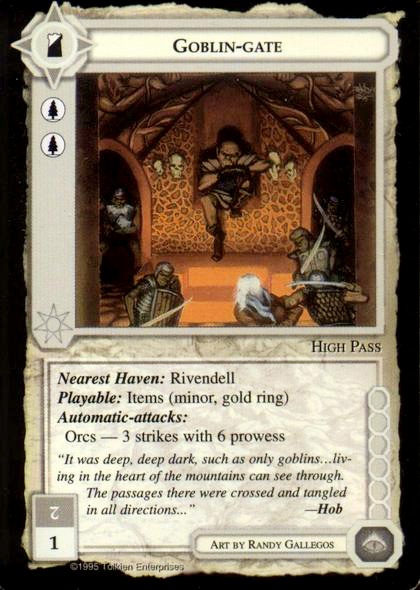 GOBLIN-GATE
HIGH PASS
Nearest Haven: Rivendell
Playable: Items (minor, gold ring)
Automatic-attacks:
Orcs — 3 strikes with 6 prowess
“It was deep, deep dark, such as only goblins...liv-
ing in the heart of the mountains can see through.
The passages there were crossed and tangled
in all directions...” —Hob
2
1
ART BY RANDY GALLEGOS
©1995 Tolkien Enterprises